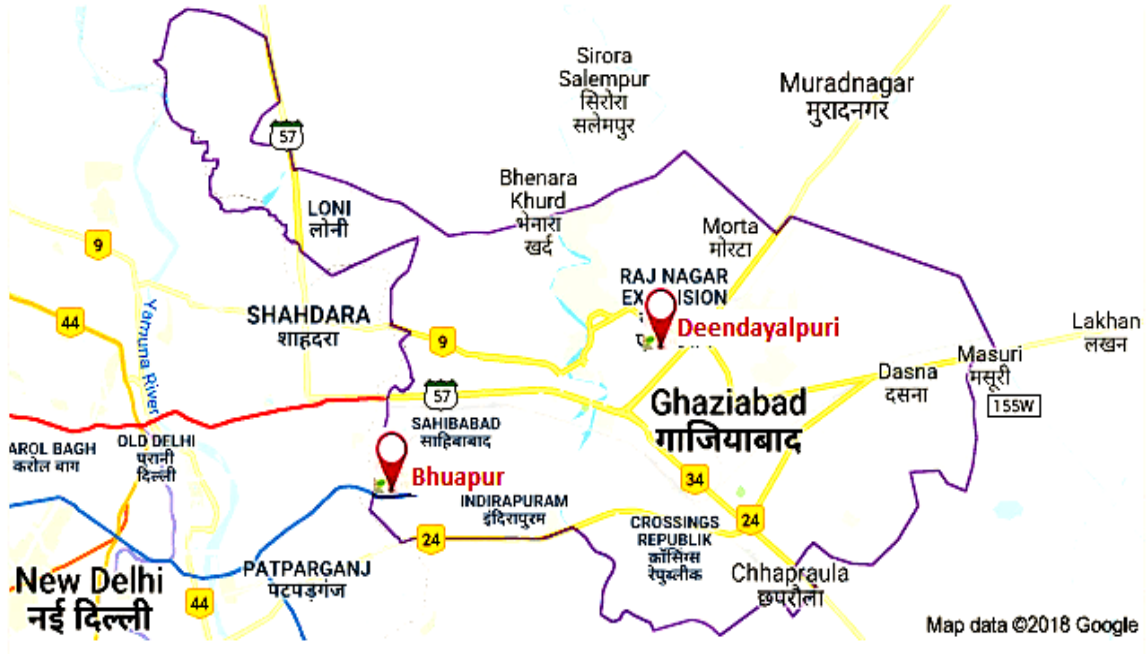 Sirora
Salempur
सिरोरा
सलेमपुर
Muradnagar
मुरादनगर
57
Bhenara
Khurd
भेनारा
खर्द
LONI
लोनी
Morta
मोरटा
9
RAJ NAGAR
44
SHAHDARA
शाहदरा
Yamuna River
9
Deendayalpuri
Lakhan
लखन
Masuri
मसूरी
Dasna
दसना
155W
57
Ghaziabad
गाजियाबाद
SAHIBABAD
साहिबाबाद
AROL BAGH
करोल बाग
OLD DELHI
पुरानी
दिल्ली
Bhuapur
34
INDIRAPURAM
इंदिरापुरम
24
24
CROSSINGS
REPUBLIK
क्रॉसिंग्स
रेपुब्लीक
New Delhi
नई दिल्ली
PATPARGANJ
पटपड़गंज
44
Chhapraula
छपरौला
Map data ©2018 Google